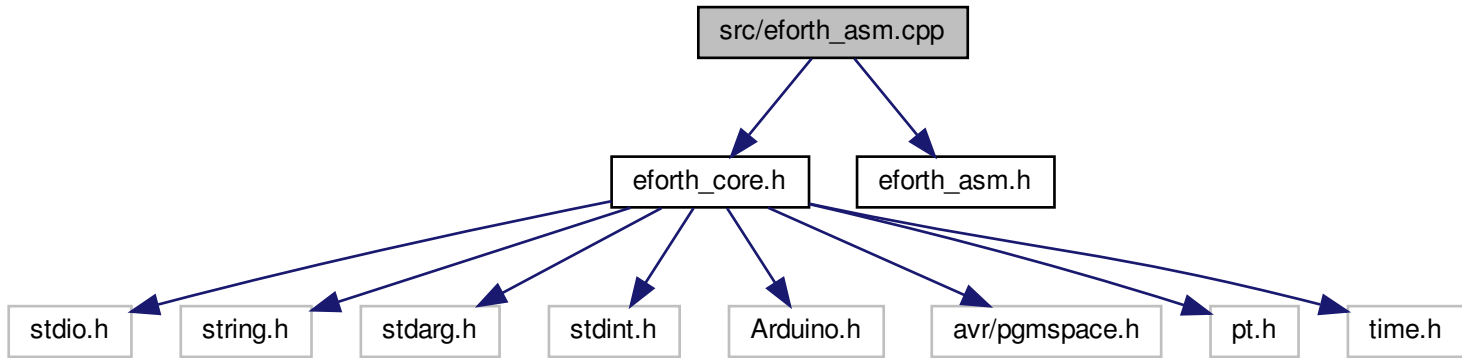 src/eforth_asm.cpp
eforth_core.h
eforth_asm.h
stdio.h
string.h
stdarg.h
stdint.h
Arduino.h
avr/pgmspace.h
pt.h
time.h